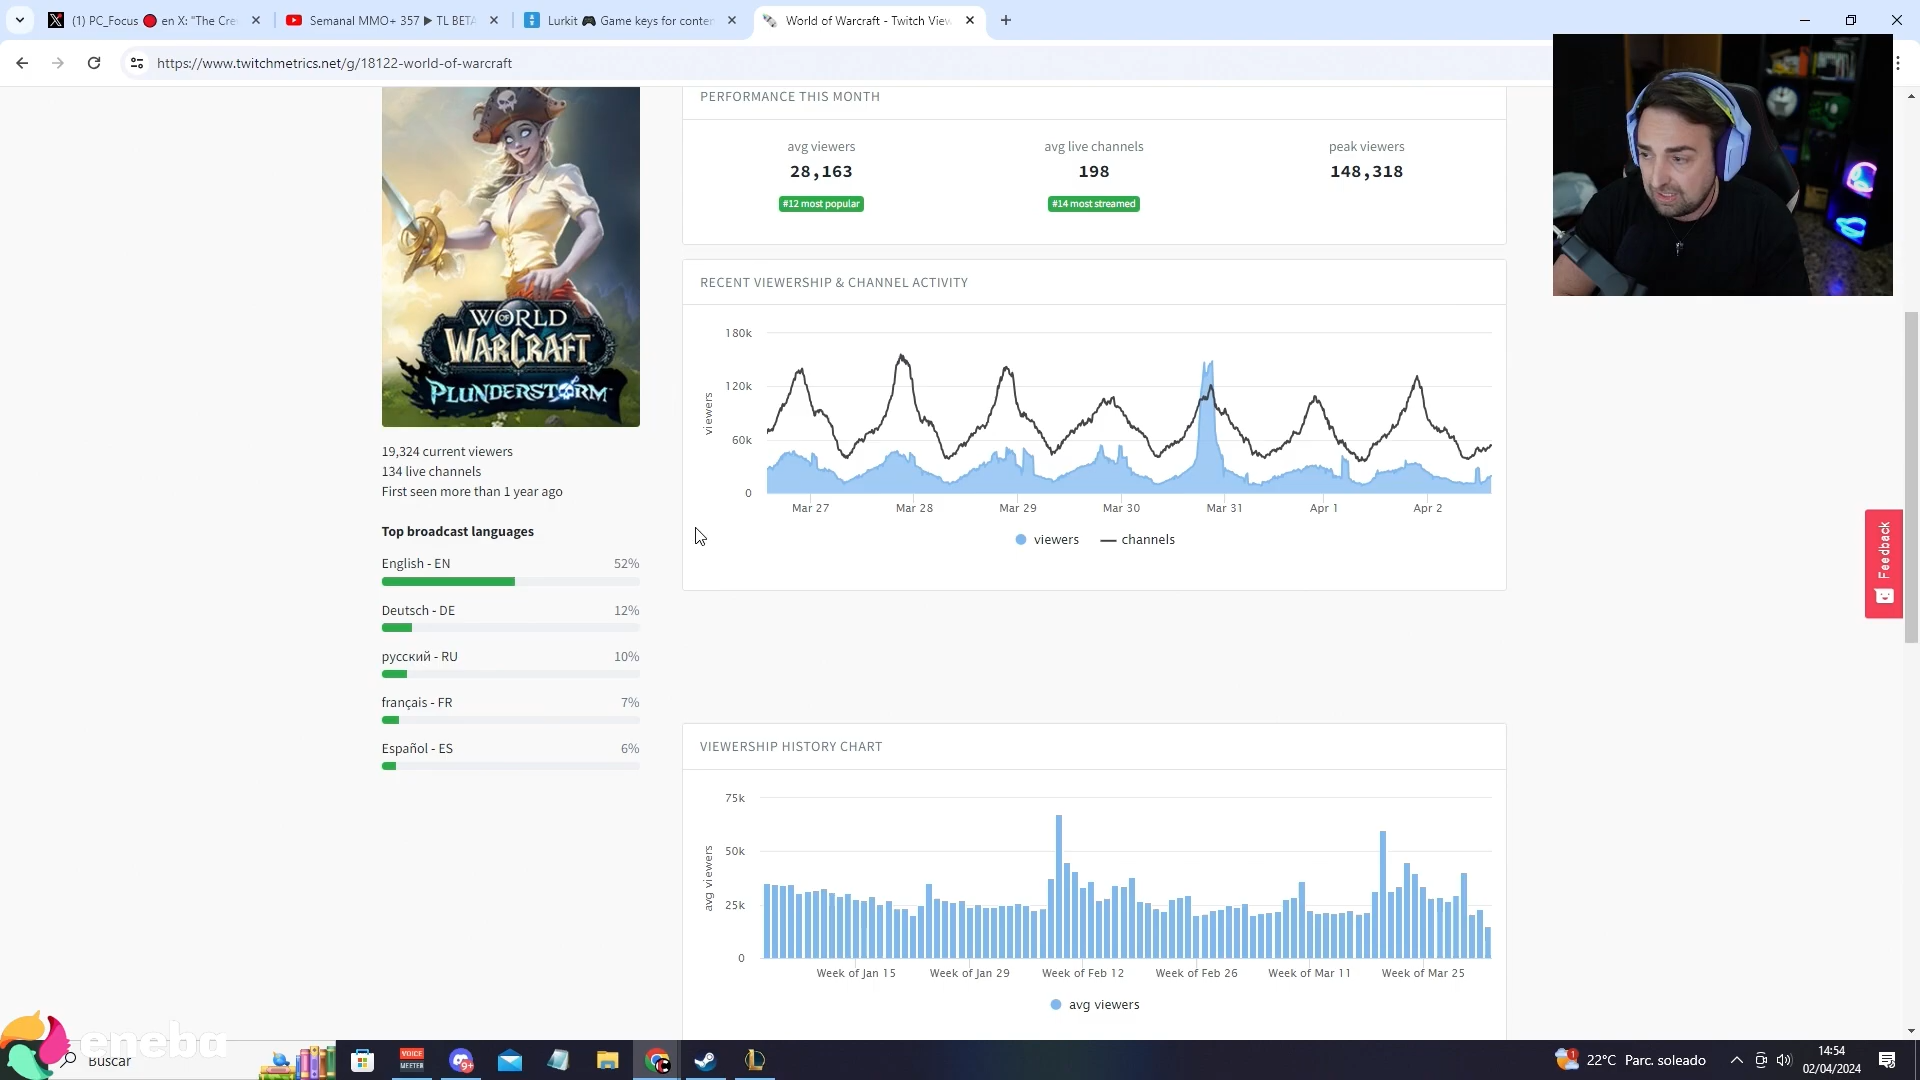 (1) PC_Focus 🔴 en X: "The Cre
Semanal MMO+ 357 ▶ TL BETA
Lurkit 🎮 Game keys for conten
World of Warcraft - Twitch View
https://www.twitchmetrics.net/g/18122-world-of-warcraft
PERFORMANCE THIS MONTH
avg viewers
28,163
#12 most popular
avg live channels
198
#14 most streamed
peak viewers
148,318
WORLD
OF
WARCRAFT
PLUNDERSTORM
19,324 current viewers
134 live channels
First seen more than 1 year ago
Top broadcast languages
English - EN 52%
Deutsch - DE 12%
русский - RU 10%
français - FR 7%
Español - ES 6%
RECENT VIEWERSHIP & CHANNEL ACTIVITY
viewers
180k
120k
60k
0
Mar 27 Mar 28 Mar 29 Mar 30 Mar 31 Apr 1 Apr 2
viewers channels
VIEWERSHIP HISTORY CHART
avg viewers
75k
50k
25k
0
Week of Jan 15 Week of Jan 29 Week of Feb 12 Week of Feb 26 Week of Mar 11 Week of Mar 25
avg viewers
Feedback
eneba
Buscar
VOICE
MEETER
9+
1
22°C Parc. soleado
14:54
02/04/2024